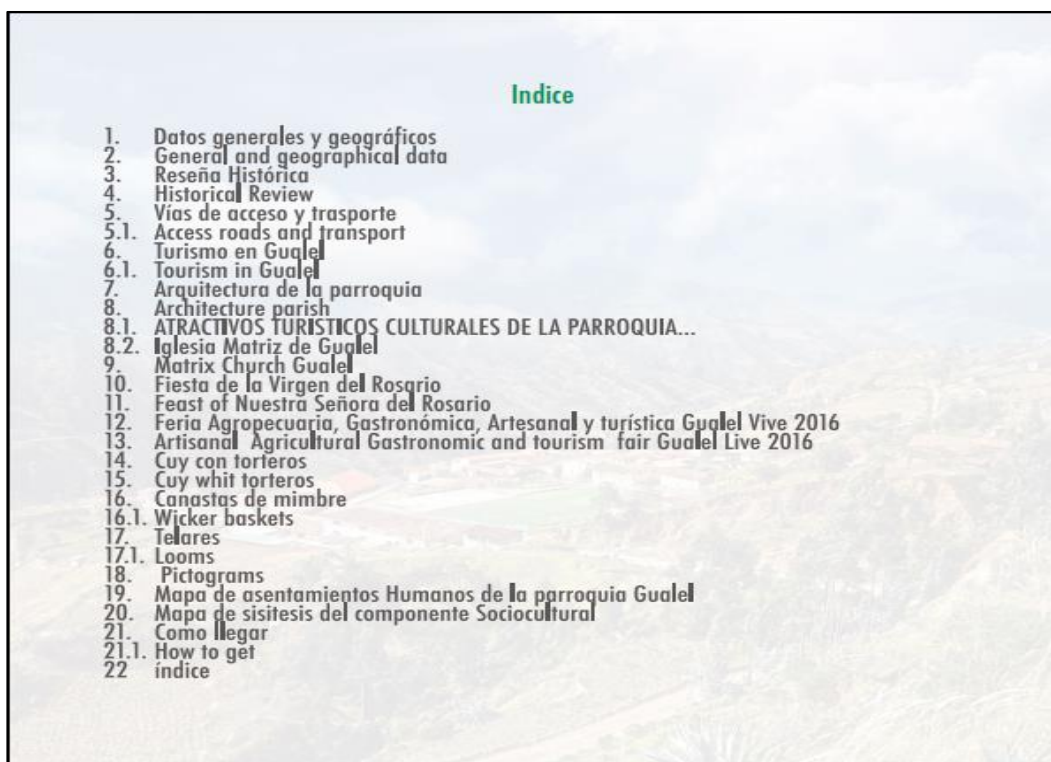 Indice
1. Datos generales y geográficos
2. General and geographical data
3. Reseña Histórica
4. Historical Review
5. Vías de acceso y trasporte
5.1. Access roads and transport
6. Turismo en Gualel
6.1. Tourism in Gualel
7. Arquitectura de la parroquia
8. Architecture parish
8.1. ATRACTIVOS TURISTICOS CULTURALES DE LA PARROQUIA...
8.2. Iglesia Matriz de Gualel
9. Matrix Church Gualel
10. Fiesta de la Virgen del Rosario
11. Feast of Nuestra Señora del Rosario
12. Feria Agropecuaria, Gastronómica, Artesanal y turística Gualel Vive 2016
13. Artisanal Agricultural Gastronomic and tourism fair Gualel Live 2016
14. Cuy con torteros
15. Cuy whit torteros
16. Canastas de mimbre
16.1. Wicker baskets
17. Telares
17.1. Looms
18. Pictograms
19. Mapa de asentamientos Humanos de la parroquia Gualel
20. Mapa de sisitesis del componente Sociocultural
21. Como llegar
21.1. How to get
22 índice